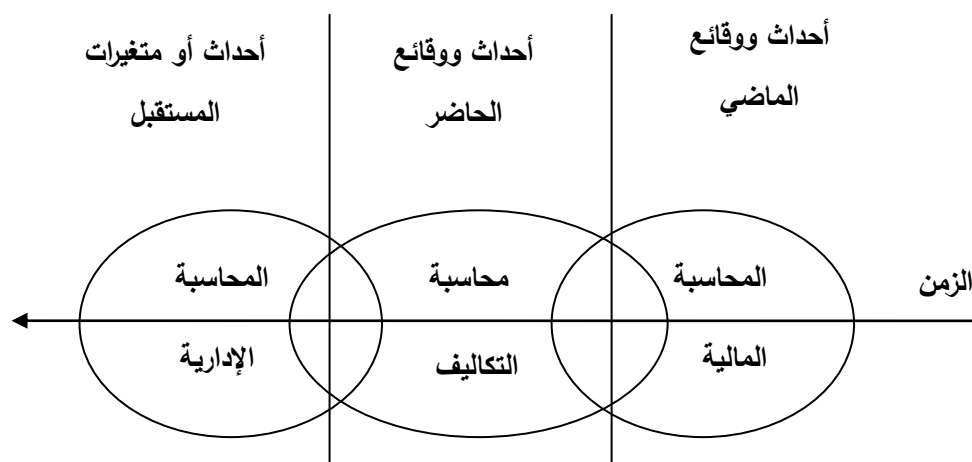 أحداث ووقائع
الماضي
أحداث ووقائع
الحاضر
أحداث أو متغيرات
المستقبل
الزمن
المحاسبة
المالية
محاسبة
التكاليف
المحاسبة
الإدارية